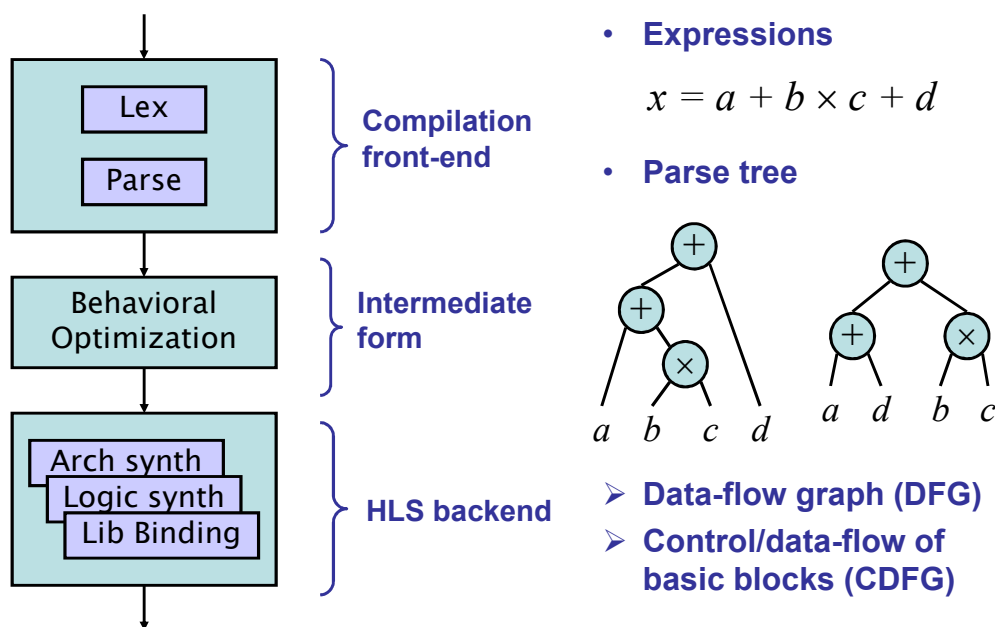 Lex
Parse
Compilation
front-end
Behavioral
Optimization
Intermediate
form
Arch synth
Logic synth
Lib Binding
HLS backend
• Expressions
x = a + b × c + d
• Parse tree
+
+
×
a b c d
+
+ ×
a d b c
➢ Data-flow graph (DFG)
➢ Control/data-flow of
basic blocks (CDFG)